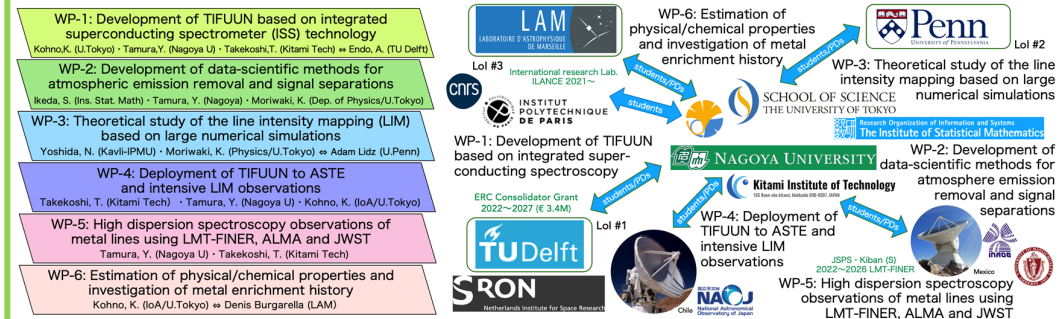 WP-1: Development of TIFUUN based on integrated
superconducting spectrometer (ISS) technology
Kohno,K. (U.Tokyo)・Tamura,Y. (Nagoya U)・Takekoshi,T. (Kitami Tech) ⇔ Endo, A. (TU Delft)
WP-2: Development of data-scientific methods for
atmospheric emission removal and signal separations
Ikeda, S. (Ins. Stat. Math)・Tamura, Y. (Nagoya)・Moriwaki, K. (Dep. of Physics/U.Tokyo)
WP-3: Theoretical study of the line intensity mapping (LIM)
based on large numerical simulations
Yoshida, N. (Kavli-IPMU)・Moriwaki, K. (Physics/U.Tokyo) ⇔ Adam Lidz (U.Penn)
WP-4: Deployment of TIFUUN to ASTE
and intensive LIM observations
Takekoshi, T. (Kitami Tech)・Tamura, Y. (Nagoya U)・Kohno, K. (IoA/U.Tokyo)
WP-5: High dispersion spectroscopy observations of
metal lines using LMT-FINER, ALMA and JWST
Tamura, Y. (Nagoya U)・Takekoshi, T. (Kitami Tech)
WP-6: Estimation of physical/chemical properties and
investigation of metal enrichment history
Kohno, K. (IoA/U.Tokyo) ⇔ Denis Burgarella (LAM)
LAM
LABORATOIRE D'ASTROPHYSIQUE
DE MARSEILLE
LoI #3
WP-6: Estimation of
physical/chemical properties
and investigation of metal
enrichment history
Penn
UNIVERSITY of PENNSYLVANIA
LoI #2
students/PDs
students/PDs
International research Lab.
ILANCE 2021~
cnrs
INSTITUT
POLYTECHNIQUE
DE PARIS
students
SCHOOL OF SCIENCE
THE UNIVERSITY OF TOKYO
WP-3: Theoretical study of the line
intensity mapping based on large
numerical simulations
Research Organization of Information and Systems
The Institute of Statistical Mathematics
WP-1: Development of TIFUUN
based on integrated super-
conducting spectroscopy
NAGOYA UNIVERSITY
WP-2: Development of
data-scientific methods for
atmosphere emission
removal and signal
separations
Kitami Institute of Technology
165 Koen-cho, Kitami, Hokkaido 090-8507, JAPAN
ERC Consolidator Grant
2022~2027 (€ 3.4M)
students/PDs
students/PDs
students/PDs
TU Delft
LoI #1
WP-4: Deployment of
TIFUUN to ASTE and
intensive LIM
observations
JSPS・Kiban (S)
2022~2026 LMT-FINER
Mexico
INAOE
SRON
Netherlands Institute for Space Research
Chile
国立天文台
NAOJ
National Astronomical
Observatory of Japan
WP-5: High dispersion spectroscopy
observations of metal lines using
LMT-FINER, ALMA and JWST